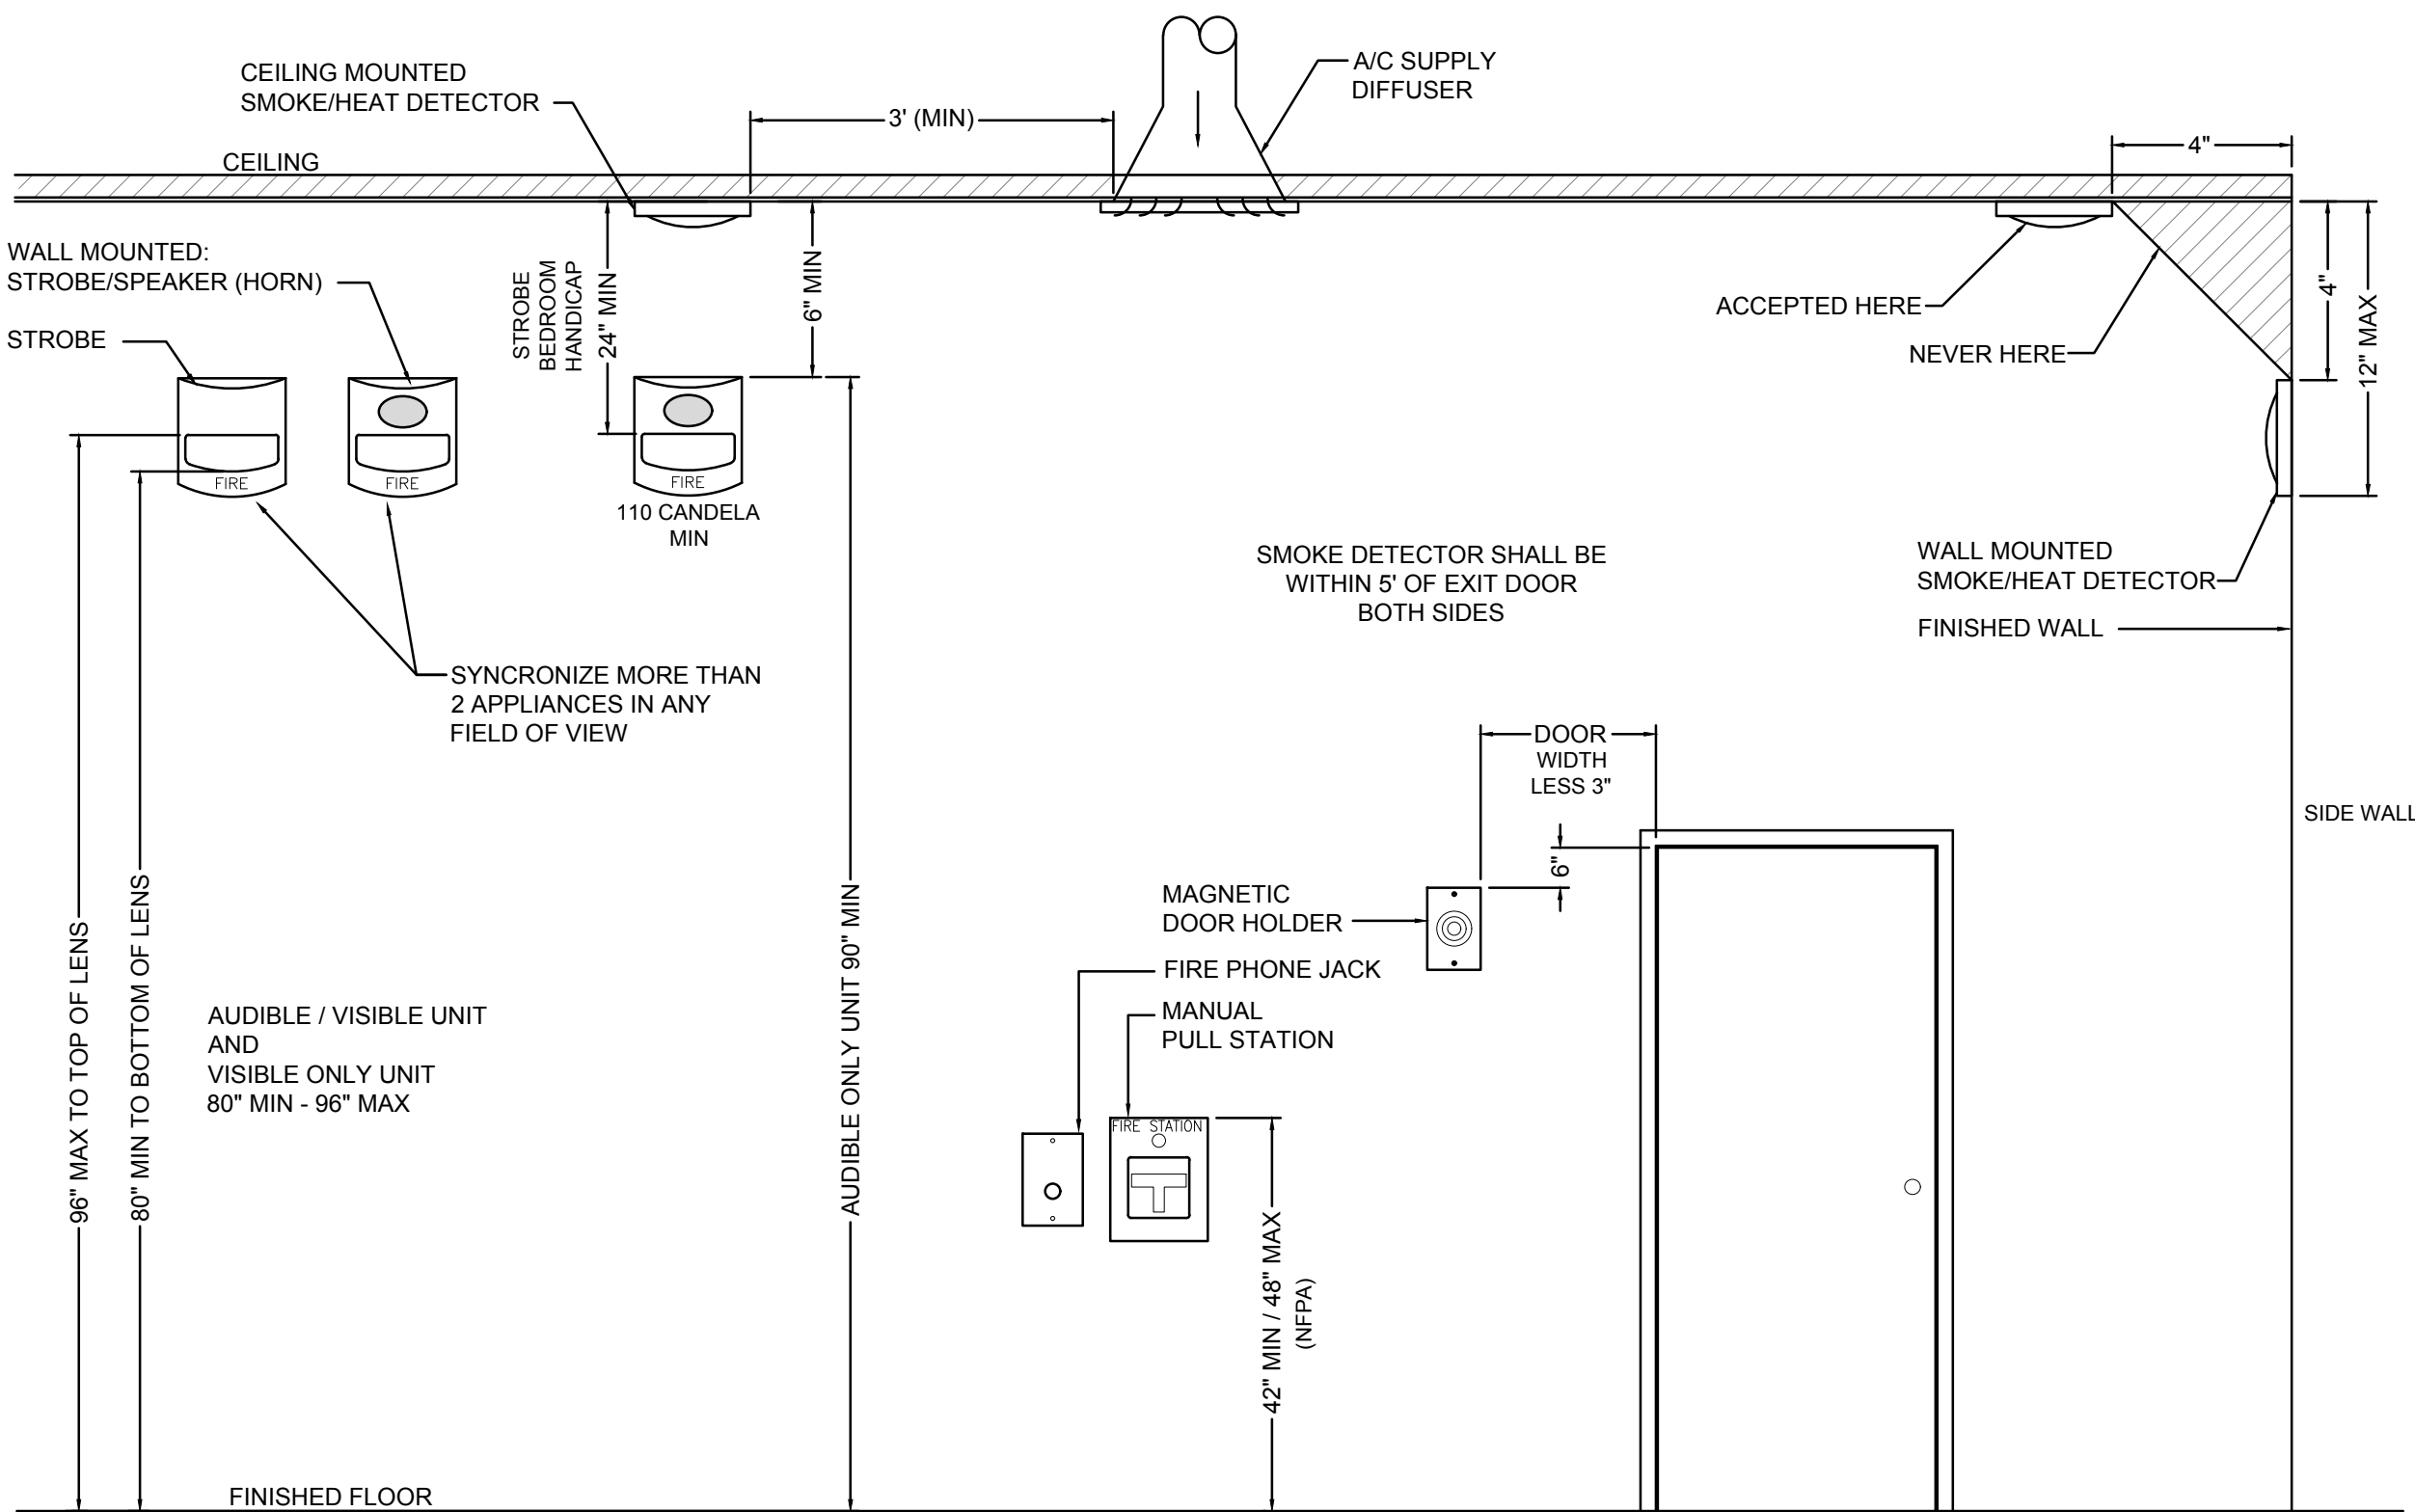 CEILING MOUNTED
SMOKE/HEAT DETECTOR
A/C SUPPLY
DIFFUSER
3' (MIN)
4"
CEILING
WALL MOUNTED:
STROBE/SPEAKER (HORN)
STROBE
STROBE
BEDROOM
HANDICAP
24" MIN
6" MIN
ACCEPTED HERE
NEVER HERE
4"
12" MAX
FIRE
FIRE
FIRE
110 CANDELA
MIN
SMOKE DETECTOR SHALL BE
WITHIN 5' OF EXIT DOOR
BOTH SIDES
WALL MOUNTED
SMOKE/HEAT DETECTOR
FINISHED WALL
SYNCRONIZE MORE THAN
2 APPLIANCES IN ANY
FIELD OF VIEW
DOOR
WIDTH
LESS 3"
SIDE WALL
6"
MAGNETIC
DOOR HOLDER
FIRE PHONE JACK
MANUAL
PULL STATION
96" MAX TO TOP OF LENS
80" MIN TO BOTTOM OF LENS
AUDIBLE / VISIBLE UNIT
AND
VISIBLE ONLY UNIT
80" MIN - 96" MAX
AUDIBLE ONLY UNIT 90" MIN
FIRE STATION
42" MIN / 48" MAX
(NFPA)
FINISHED FLOOR